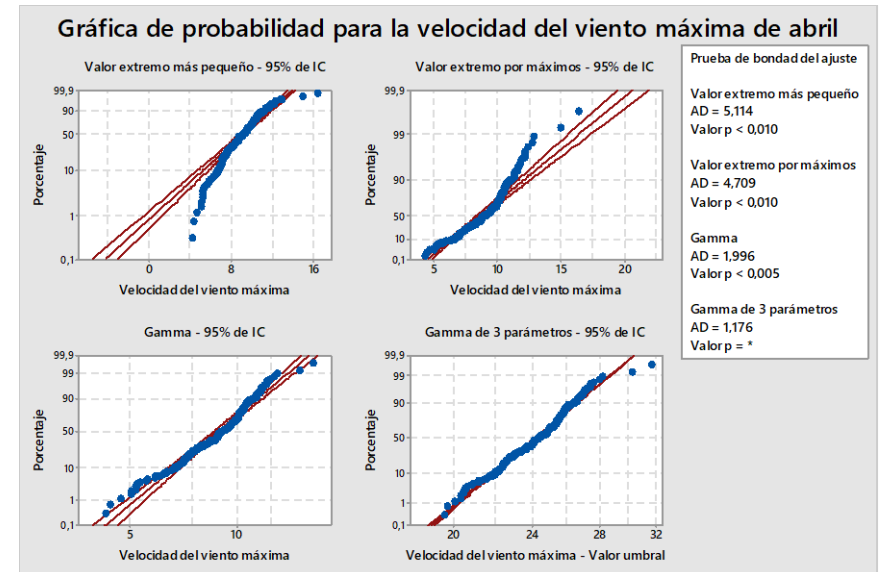 Gráfica de probabilidad para la velocidad del viento máxima de abril
Valor extremo más pequeño - 95% de IC
99,9
90
50
10
1
0,1
Porcentaje
0
8
16
Velocidad del viento máxima
Valor extremo por máximos - 95% de IC
99,9
99
90
50
10
0,1
Porcentaje
5
10
15
20
Velocidad del viento máxima
Gamma - 95% de IC
99,9
99
90
50
10
1
0,1
Porcentaje
5
10
Velocidad del viento máxima
Gamma de 3 parámetros - 95% de IC
99,9
99
90
50
10
1
0,1
Porcentaje
20
24
28
32
Velocidad del viento máxima - Valor umbral
Prueba de bondad del ajuste
Valor extremo más pequeño
AD = 5,114
Valor p < 0,010
Valor extremo por máximos
AD = 4,709
Valor p < 0,010
Gamma
AD = 1,996
Valor p < 0,005
Gamma de 3 parámetros
AD = 1,176
Valor p = *